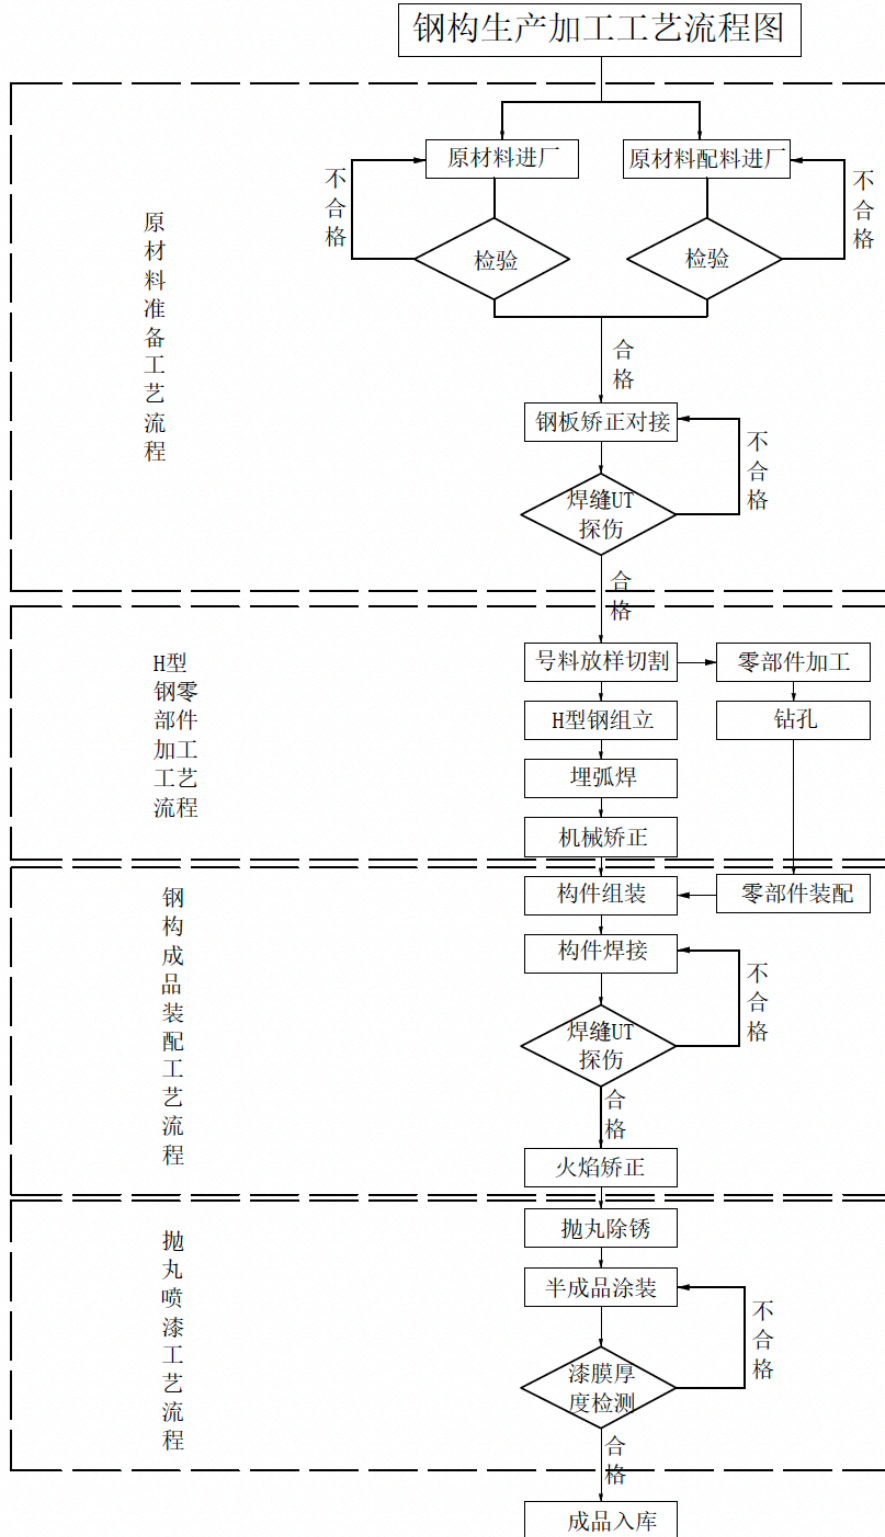 钢构生产加工工艺流程图
原材料准备工艺流程
原材料进厂
原材料配料进厂
不合格
不合格
检验
检验
合格
钢板矫正对接
不合格
焊缝UT
探伤
合格
H型
钢零
部件
加工
工艺
流程
号料放样切割
零部件加工
H型钢组立
钻孔
埋弧焊
机械矫正
钢构成品装配工艺流程
构件组装
零部件装配
构件焊接
不合格
焊缝UT
探伤
合格
火焰矫正
抛丸喷漆工艺流程
抛丸除锈
半成品涂装
不合格
漆膜厚
度检测
合格
成品入库